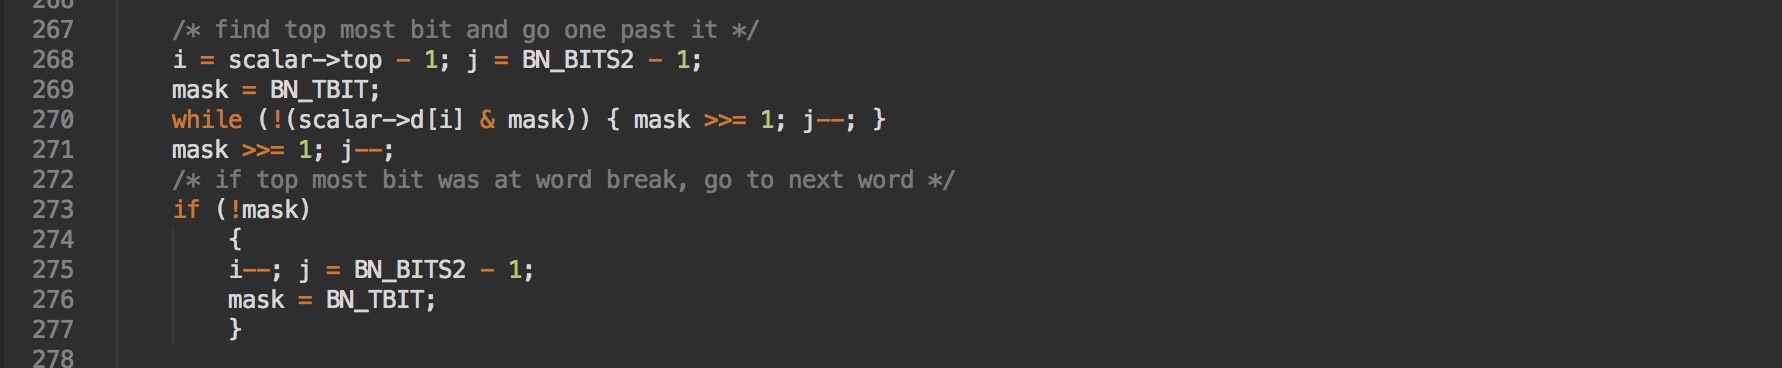 267 /* find top most bit and go one past it */
268 i = scalar->top - 1; j = BN_BITS2 - 1;
269 mask = BN_TBIT;
270 while (!(scalar->d[i] & mask)) { mask >>= 1; j--; }
271 mask >>= 1; j--;
272 /* if top most bit was at word break, go to next word */
273 if (!mask)
274 {
275 i--; j = BN_BITS2 - 1;
276 mask = BN_TBIT;
277 }
278